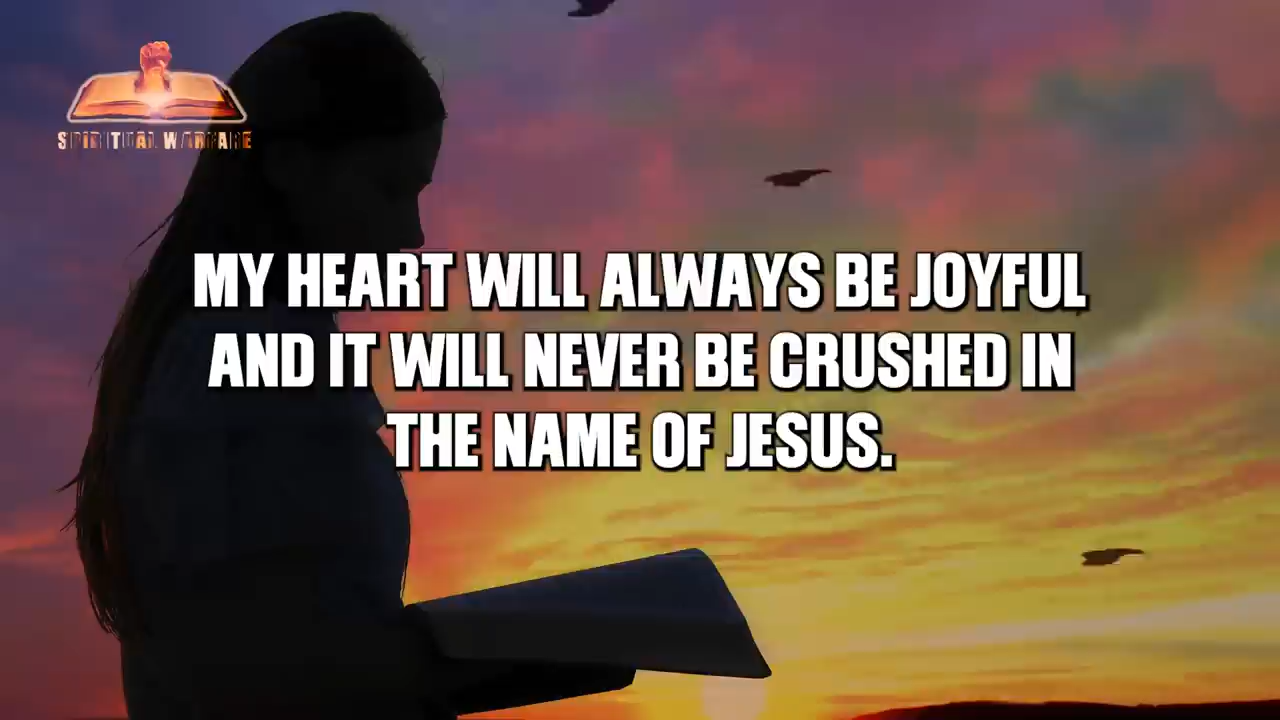 SPIRITUAL WARFARE
MY HEART WILL ALWAYS BE JOYFUL
AND IT WILL NEVER BE CRUSHED IN
THE NAME OF JESUS.